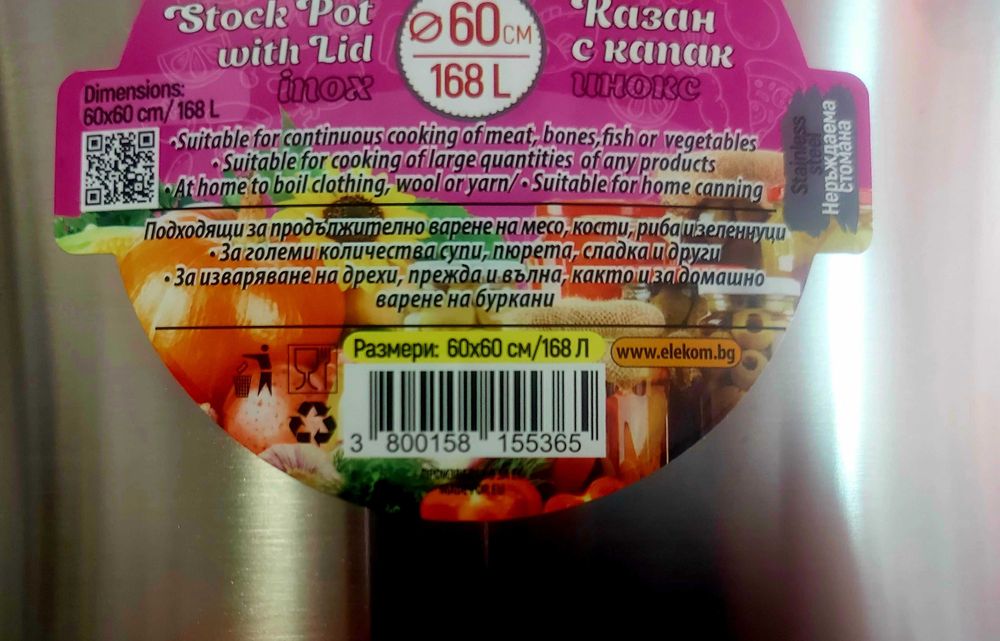 Stock Pot
with Lid
inox
⌀ 60 см
168 L
Казан
с капак
инокс
Dimensions:
60x60 cm/ 168 L
Stainless
steel
Неръждаема
стомана
•Suitable for continuous cooking of meat, bones,fish or vegetables
• Suitable for cooking of large quantities of any products
• At home to boil clothing, wool or yarn/ • Suitable for home canning
Подходящи за продължително варене на месо, кости, риба и зеленчуци
• За големи количества супи, пюрета, сладка и други
• За изваряване на дрехи, прежда и вълна, както и за домашно
варене на буркани
Размери: 60x60 см/168 Л
www.elekom.bg
3 800158 155365